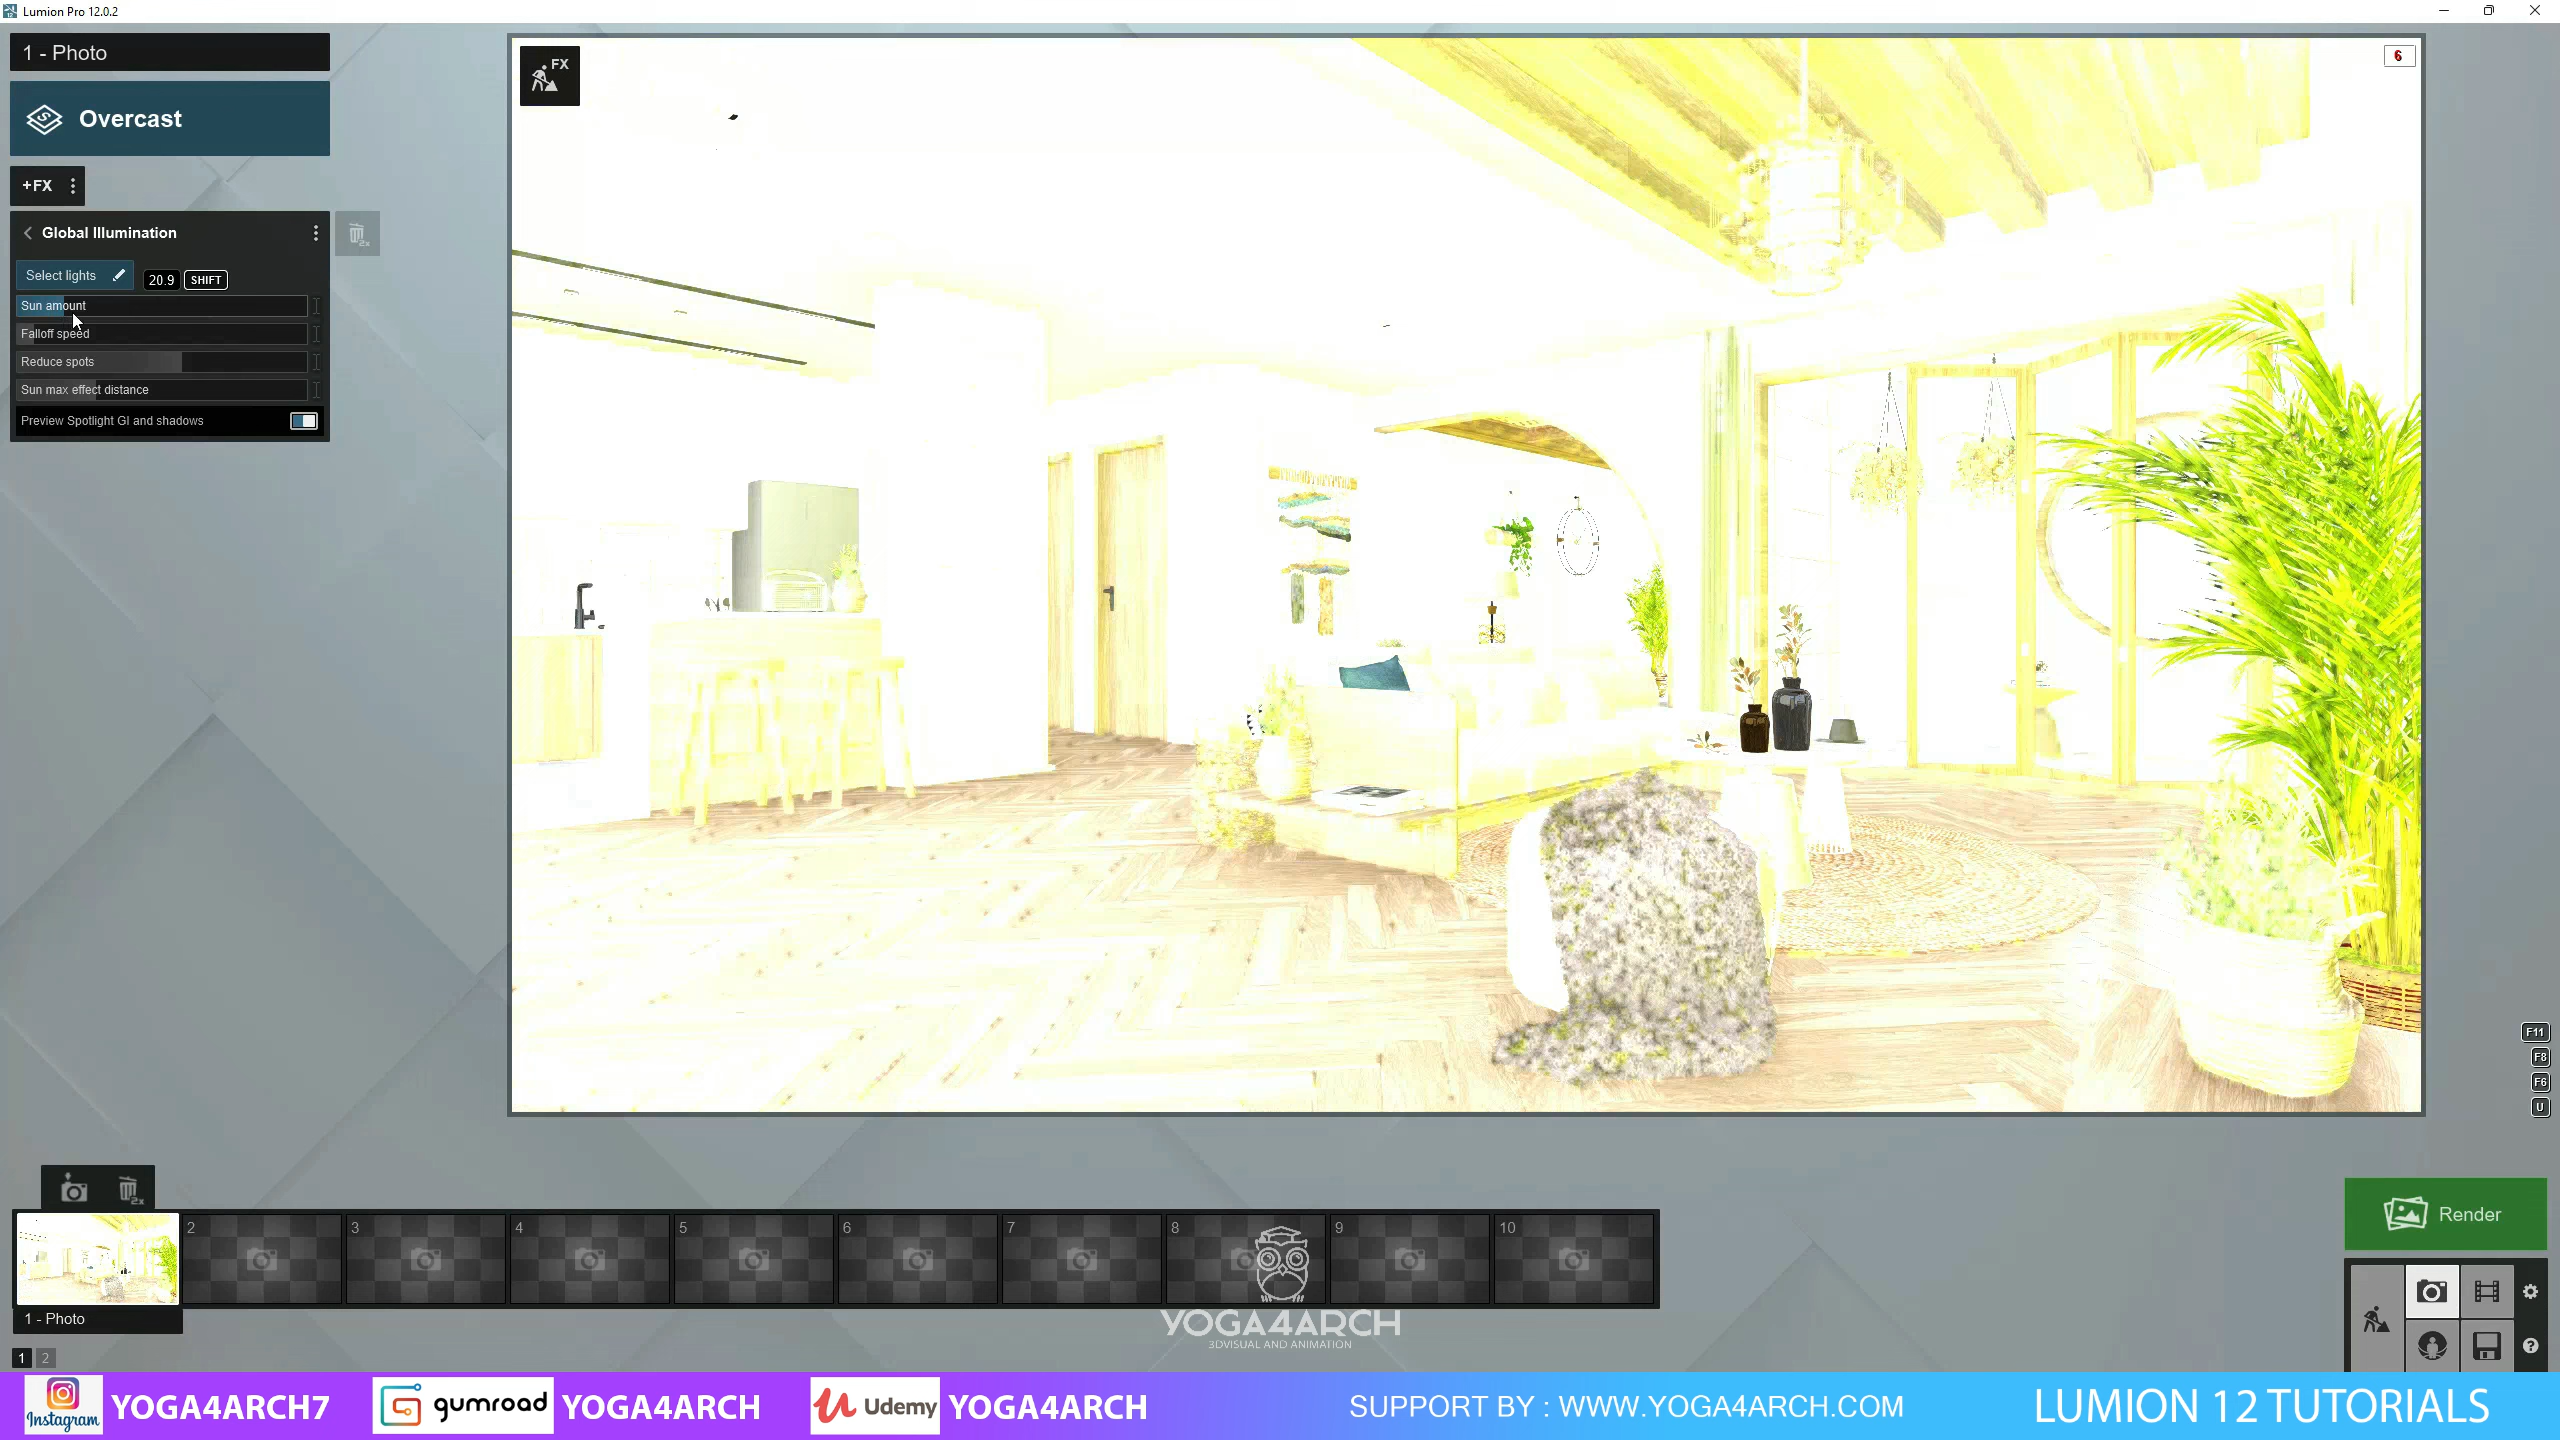 Lumion Pro 12.0.2
1 - Photo
FX
6
Overcast
+FX
Global Illumination
2x
Select lights
20.9
SHIFT
Sun amount
Falloff speed
Reduce spots
Sun max effect distance
Preview Spotlight GI and shadows
F11
F8
F6
U
2x
2
3
4
5
6
7
8
9
10
Render
1 - Photo
YOGA4ARCH
3DVISUAL AND ANIMATION
1 2
?
Instagram
YOGA4ARCH7
gumroad
YOGA4ARCH
Udemy
YOGA4ARCH
SUPPORT BY : WWW.YOGA4ARCH.COM
LUMION 12 TUTORIALS